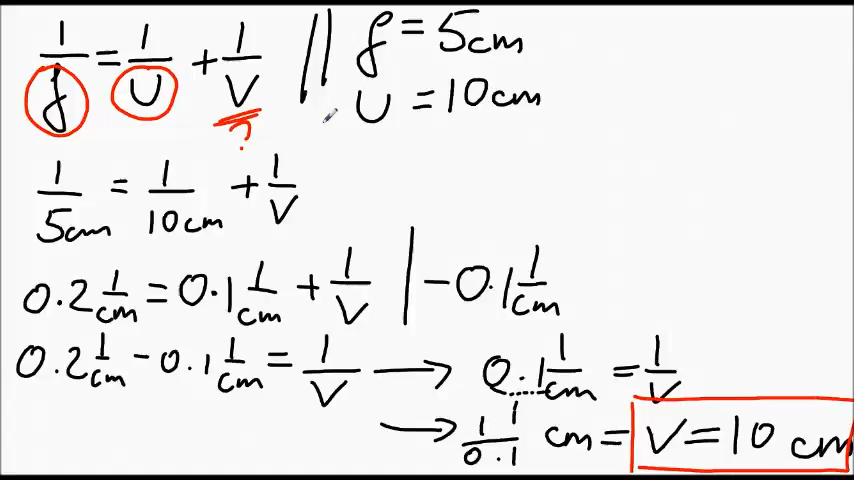 1/f = 1/U + 1/V || f = 5cm
? U = 10cm
1/5cm = 1/10cm + 1/V
0.2 1/cm = 0.1 1/cm + 1/V | - 0.1 1/cm
0.2 1/cm - 0.1 1/cm = 1/V → 0.1 1/cm = 1/V
→ 1/0.1 cm = V = 10 cm